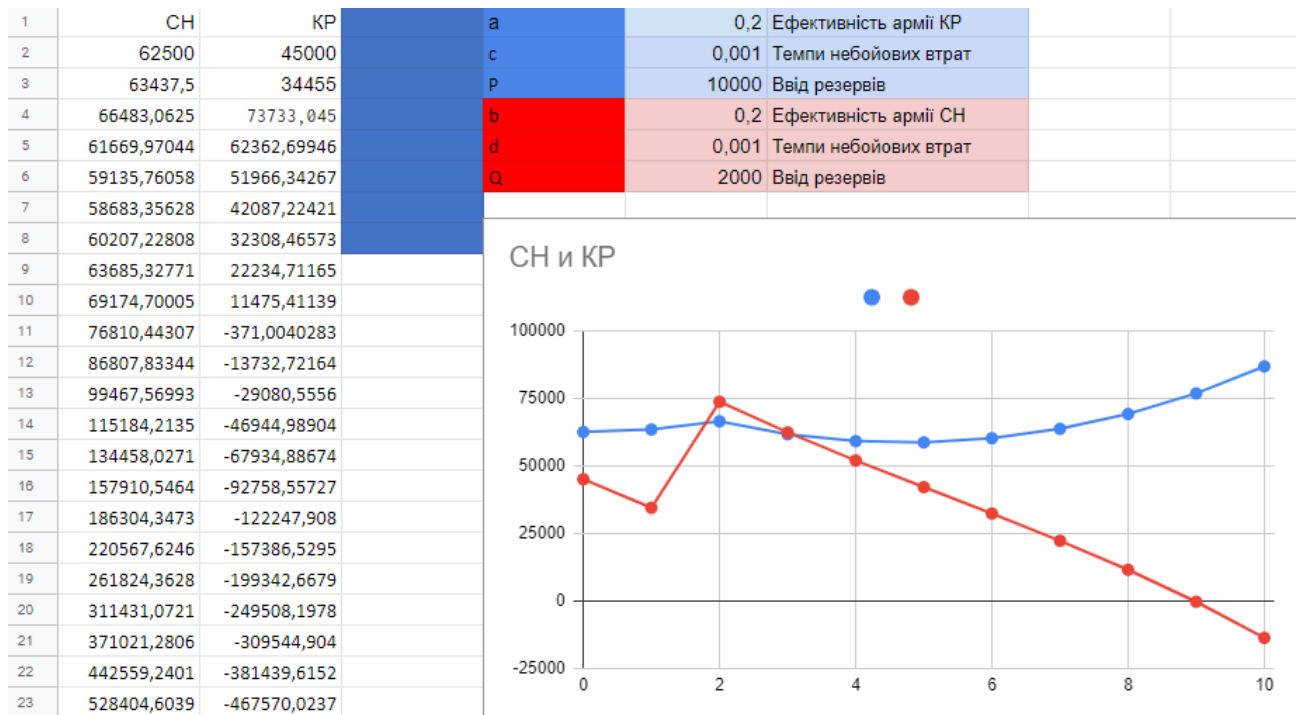 1 СН КР a 0,2 Ефективність армії КР
2 62500 45000 c 0,001 Темпи небойових втрат
3 63437,5 34455 P 10000 Ввід резервів
4 66483,0625 73733,045 b 0,2 Ефективність армії СН
5 61669,97044 62362,69946 d 0,001 Темпи небойових втрат
6 59135,76058 51966,34267 Q 2000 Ввід резервів
7 58683,35628 42087,22421
8 60207,22808 32308,46573
9 63685,32771 22234,71165
10 69174,70005 11475,41139
11 76810,44307 -371,0040283
12 86807,83344 -13732,72164
13 99467,56993 -29080,5556
14 115184,2135 -46944,98904
15 134458,0271 -67934,88674
16 157910,5464 -92758,55727
17 186304,3473 -122247,908
18 220567,6246 -157386,5295
19 261824,3628 -199342,6679
20 311431,0721 -249508,1978
21 371021,2806 -309544,904
22 442559,2401 -381439,6152
23 528404,6039 -467570,0237
СН и КР
100000
75000
50000
25000
0
-25000
0 2 4 6 8 10